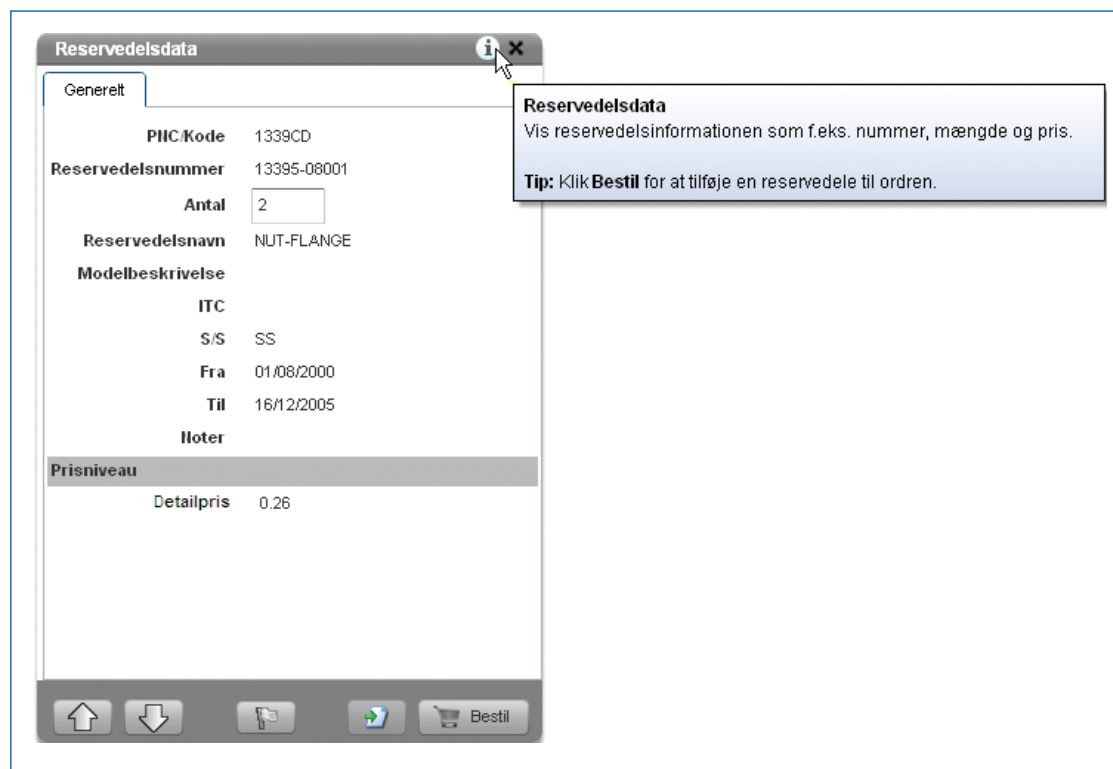 Reservedelsdata
Generelt
PNC/Kode 1339CD
Reservedelsnummer 13395-08001
Antal 2
Reservedelsnavn NUT-FLANGE
Modelbeskrivelse
ITC
S/S SS
Fra 01/08/2000
Til 16/12/2005
Noter
Prisniveau
Detailpris 0.26
Bestil
Reservedelsdata
Vis reservedelsinformationen som f.eks. nummer, mængde og pris.
Tip: Klik Bestil for at tilføje en reservedele til ordren.